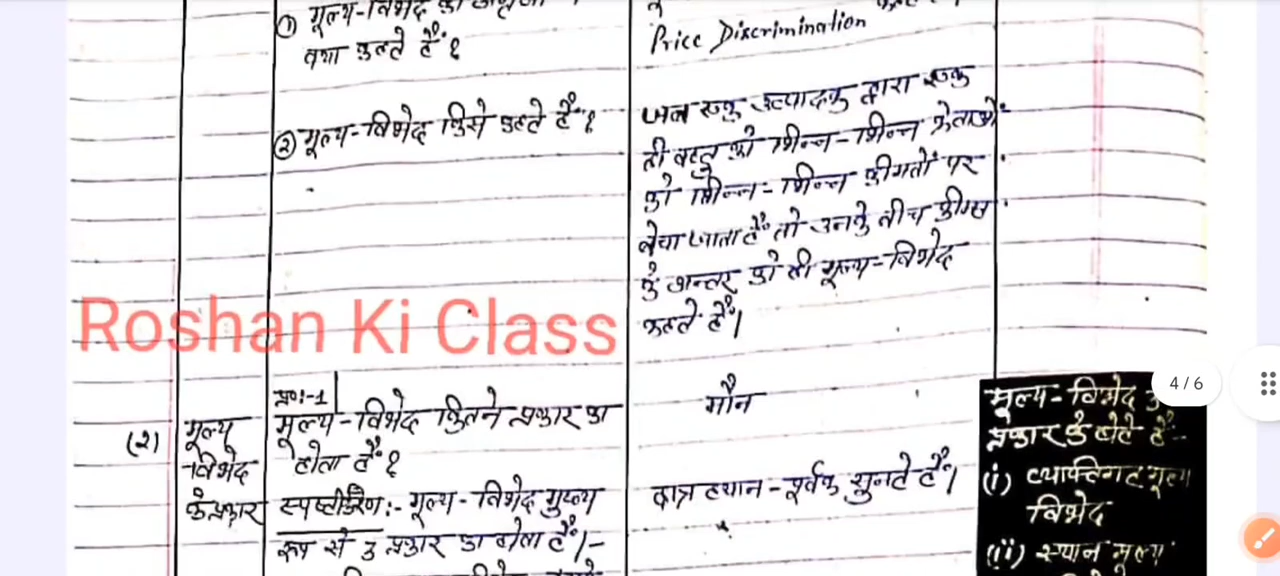 ① मूल्य-विभेद को
क्या कहते हैं?
Price Discrimination
② मूल्य-विभेद किसे कहते हैं?
जब एक उत्पादक द्वारा एक
ही वस्तु को भिन्न-भिन्न क्रेताओं
को भिन्न-भिन्न कीमतों पर
बेचा जाता है तो उनके बीच कीमत
के अन्तर को ही मूल्य-विभेद
कहते हैं।
Roshan Ki Class
प्र०:-1
(2)
मूल्य
विभेद
के प्रकार
मूल्य-विभेद कितने प्रकार का
होता है?
स्पष्टीकरण:- मूल्य-विभेद मुख्य
रूप से 3 प्रकार का होता है।-
मौन
छात्र ध्यान-पूर्वक सुनते हैं।
मूल्य-विभेद 3
प्रकार के होते हैं-
(i) व्यक्तिगत मूल्य
विभेद
(ii) स्थान मूल्य
4 / 6